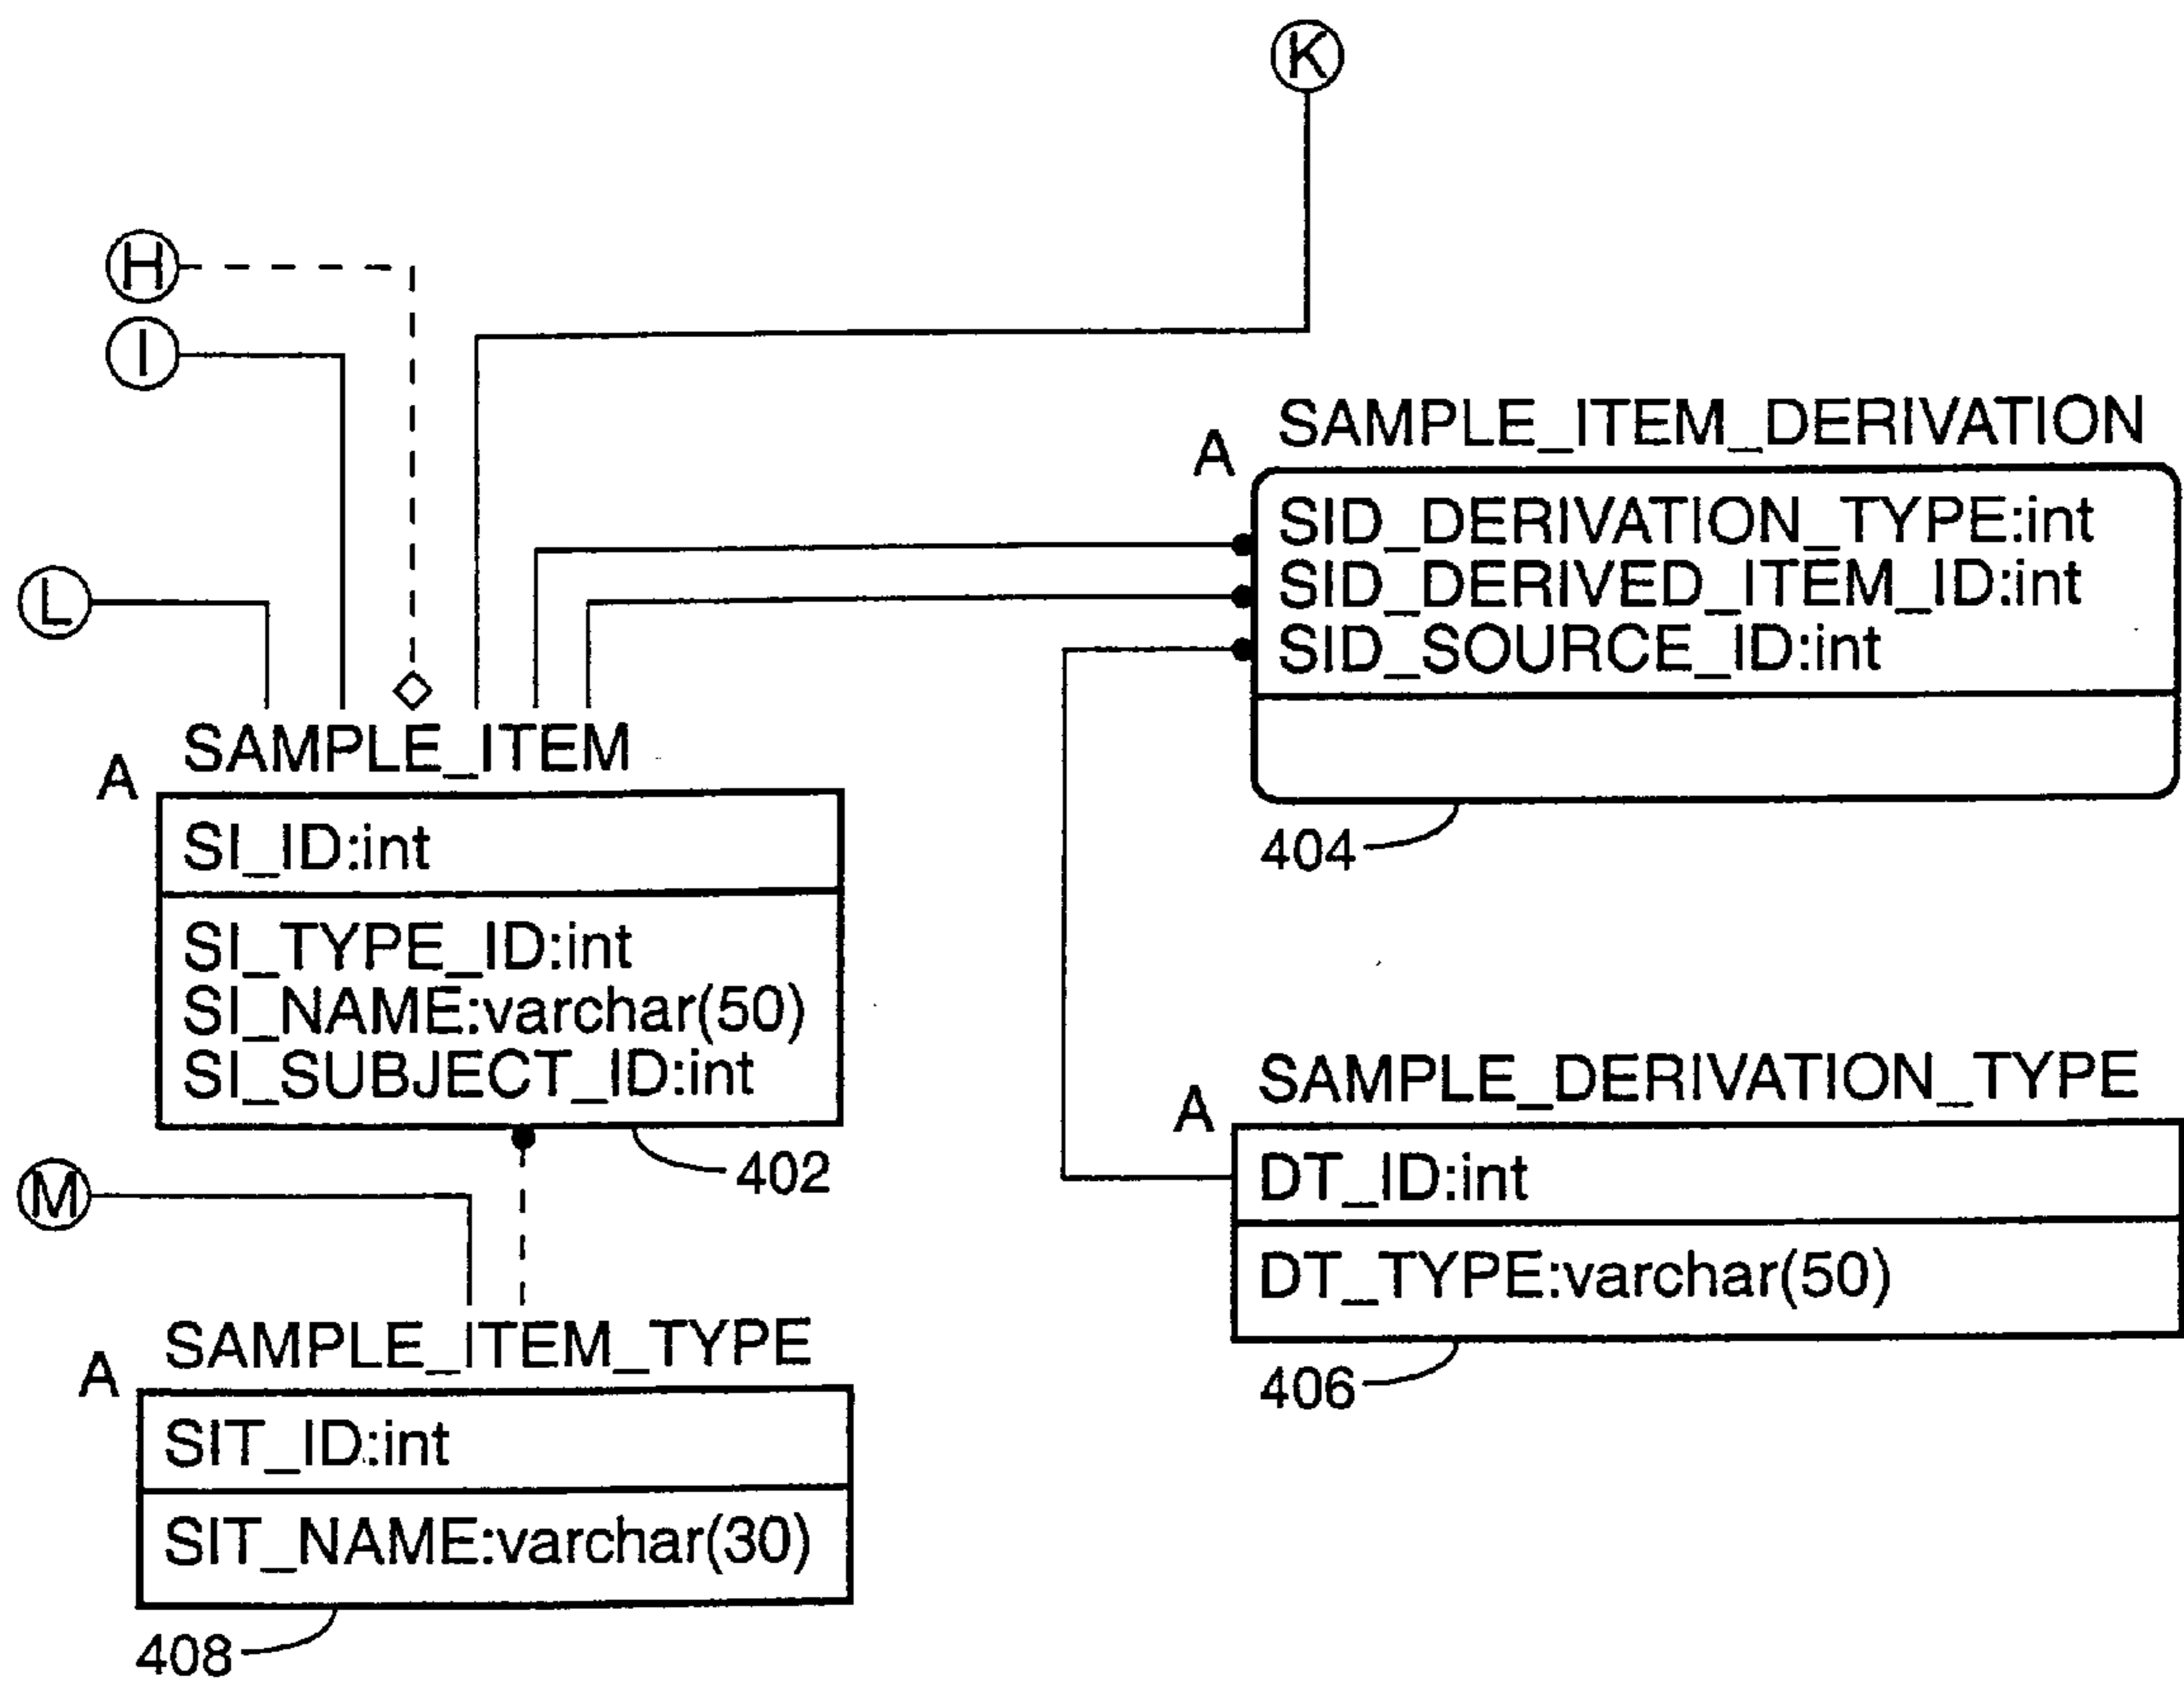 K
H
I
L
A SAMPLE_ITEM_DERIVATION
SID_DERIVATION_TYPE:int
SID_DERIVED_ITEM_ID:int
SID_SOURCE_ID:int
404
A SAMPLE_ITEM
SI_ID:int
SI_TYPE_ID:int
SI_NAME:varchar(50)
SI_SUBJECT_ID:int
402
A SAMPLE_DERIVATION_TYPE
DT_ID:int
DT_TYPE:varchar(50)
406
M
A SAMPLE_ITEM_TYPE
SIT_ID:int
SIT_NAME:varchar(30)
408